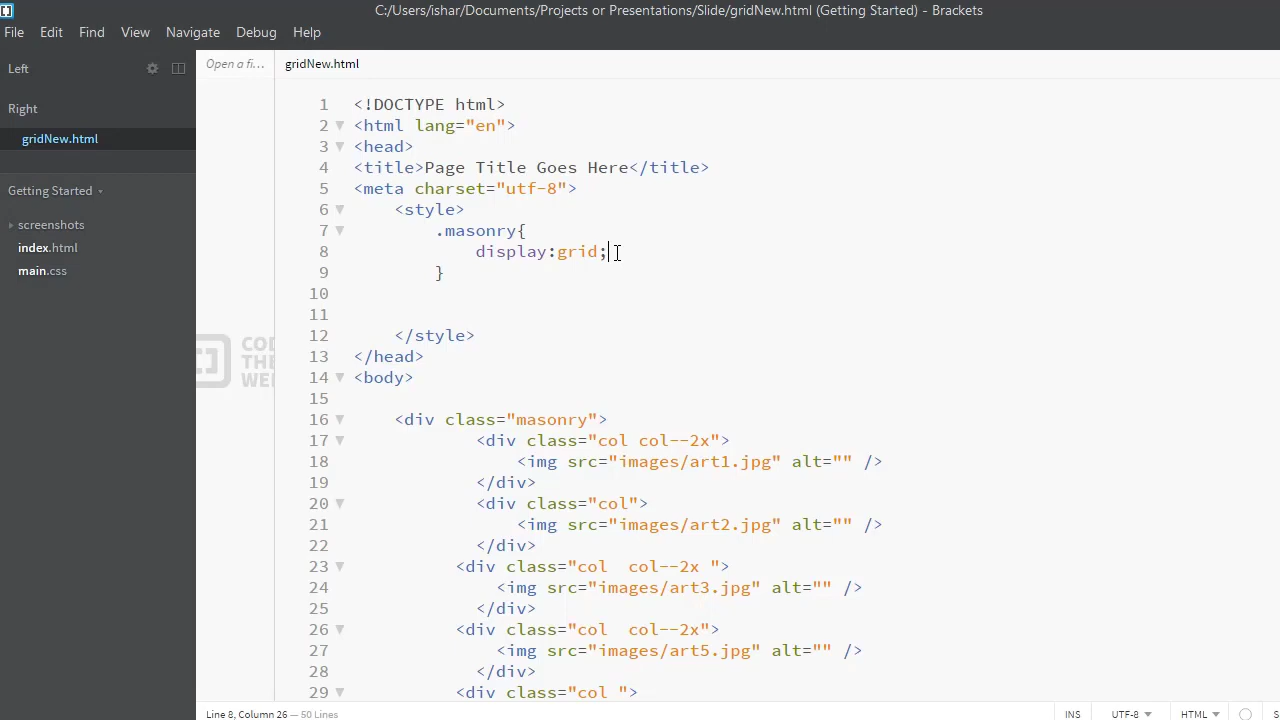 C:/Users/ishar/Documents/Projects or Presentations/Slide/gridNew.html (Getting Started) - Brackets
File Edit Find View Navigate Debug Help
Left
Right
gridNew.html
Getting Started
screenshots
index.html
main.css
Open a fi... gridNew.html
COD
THE
WE
1 <!DOCTYPE html>
2 <html lang="en">
3 <head>
4 <title>Page Title Goes Here</title>
5 <meta charset="utf-8">
6 <style>
7 .masonry{
8 display:grid;
9 }
10
11
12 </style>
13 </head>
14 <body>
15
16 <div class="masonry">
17 <div class="col col--2x">
18 <img src="images/art1.jpg" alt="" />
19 </div>
20 <div class="col">
21 <img src="images/art2.jpg" alt="" />
22 </div>
23 <div class="col  col--2x ">
24 <img src="images/art3.jpg" alt="" />
25 </div>
26 <div class="col  col--2x">
27 <img src="images/art5.jpg" alt="" />
28 </div>
29 <div class="col ">
Line 8, Column 26 — 50 Lines INS UTF-8 HTML S